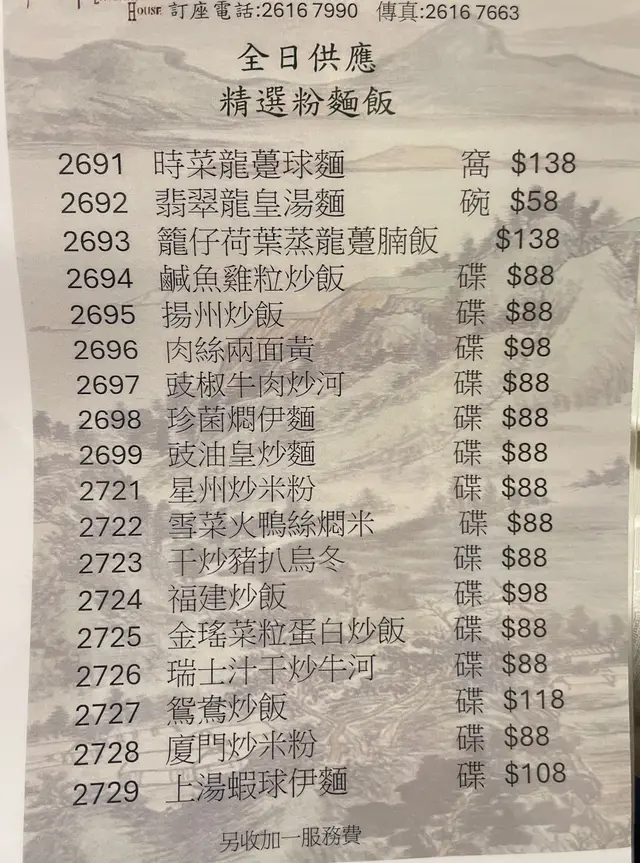 House 訂座電話:2616 7990 傳真:2616 7663
全日供應
精選粉麵飯
2691 時菜龍躉球麵 窩 $138
2692 翡翠龍皇湯麵 碗 $58
2693 籠仔荷葉蒸龍躉腩飯 $138
2694 鹹魚雞粒炒飯 碟 $88
2695 揚州炒飯 碟 $88
2696 肉絲兩面黃 碟 $98
2697 豉椒牛肉炒河 碟 $88
2698 珍菌燜伊麵 碟 $88
2699 豉油皇炒麵 碟 $88
2721 星州炒米粉 碟 $88
2722 雪菜火鴨絲燜米 碟 $88
2723 干炒豬扒烏冬 碟 $88
2724 福建炒飯 碟 $98
2725 金瑤菜粒蛋白炒飯 碟 $88
2726 瑞士汁干炒牛河 碟 $88
2727 鴛鴦炒飯 碟 $118
2728 廈門炒米粉 碟 $88
2729 上湯蝦球伊麵 碟 $108
另收加一服務費